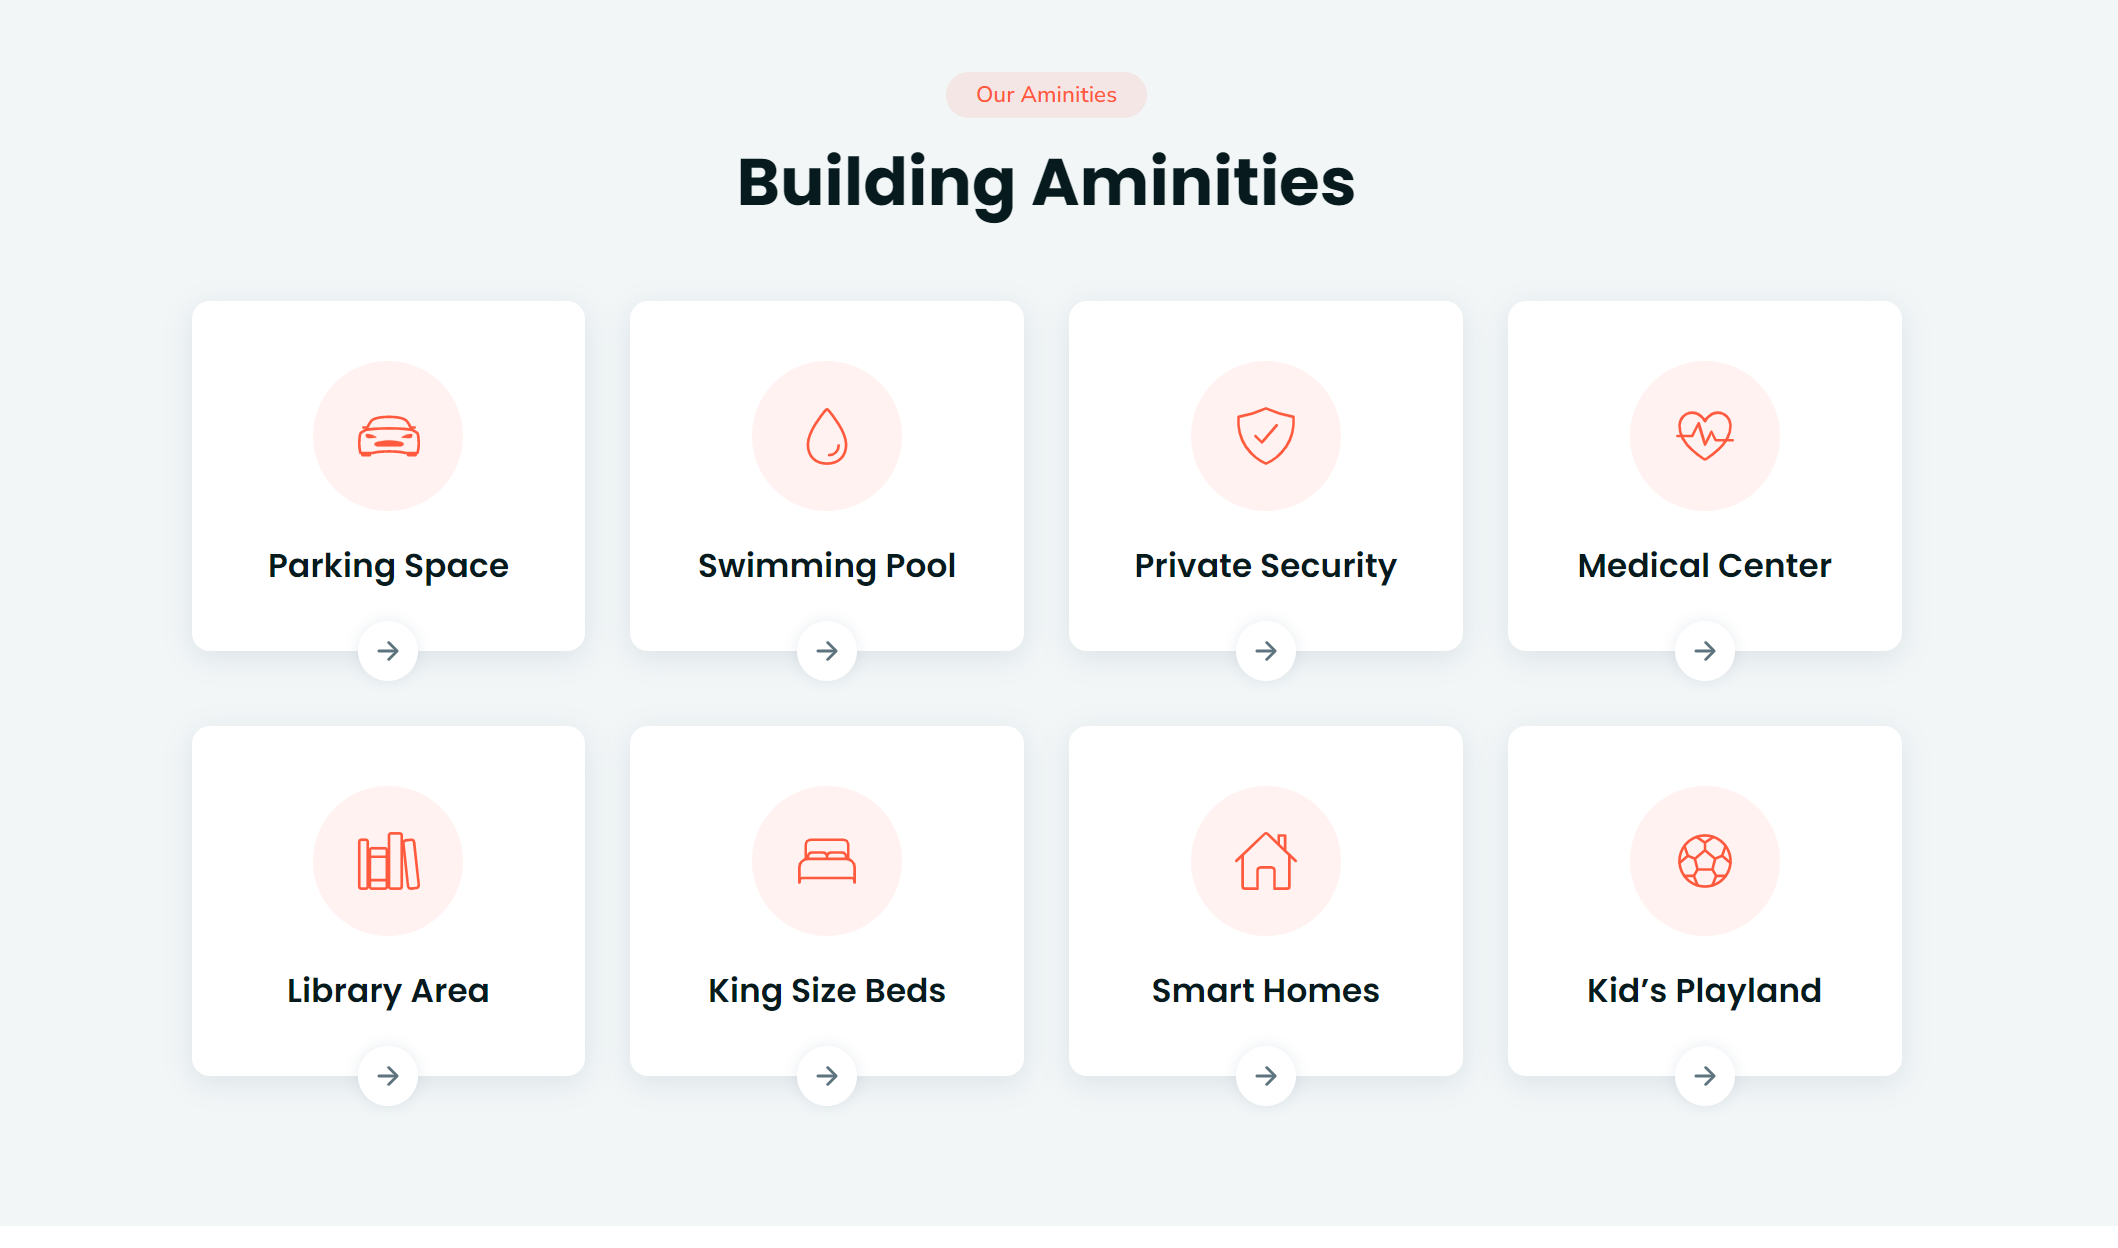 Our Aminities
Building Aminities
Parking Space
Swimming Pool
Private Security
Medical Center
Library Area
King Size Beds
Smart Homes
Kid’s Playland